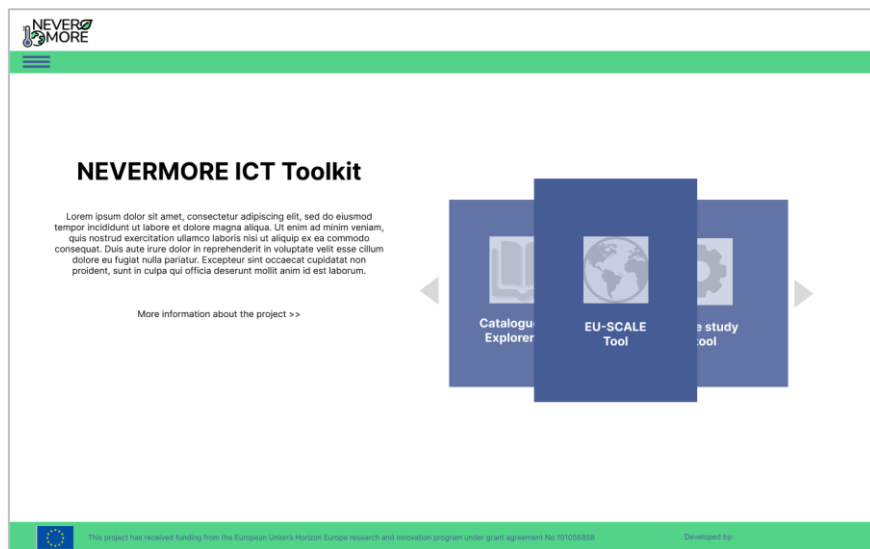 NEVER
MORE
NEVERMORE ICT Toolkit
Lorem ipsum dolor sit amet, consectetur adipiscing elit, sed do eiusmod
tempor incididunt ut labore et dolore magna aliqua. Ut enim ad minim veniam,
quis nostrud exercitation ullamco laboris nisi ut aliquip ex ea commodo
consequat. Duis aute irure dolor in reprehenderit in voluptate velit esse cillum
dolore eu fugiat nulla pariatur. Excepteur sint occaecat cupidatat non
proident, sunt in culpa qui officia deserunt mollit anim id est laborum.
More information about the project >>
Catalogu
Explorer
EU-SCALE
Tool
e study
tool
This project has received funding from the European Union's Horizon Europe research and Innovation program under grant agreement No 101056858
Developed by: